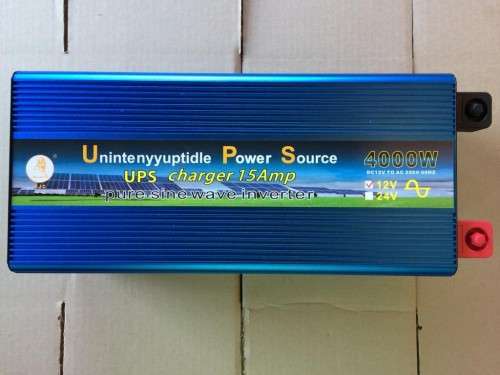 Unintenyyuptidle Power Source
UPS charger 15Amp
pure sine wave inverter
4000W
DC12V TO AC 220V 50HZ
12V
24V